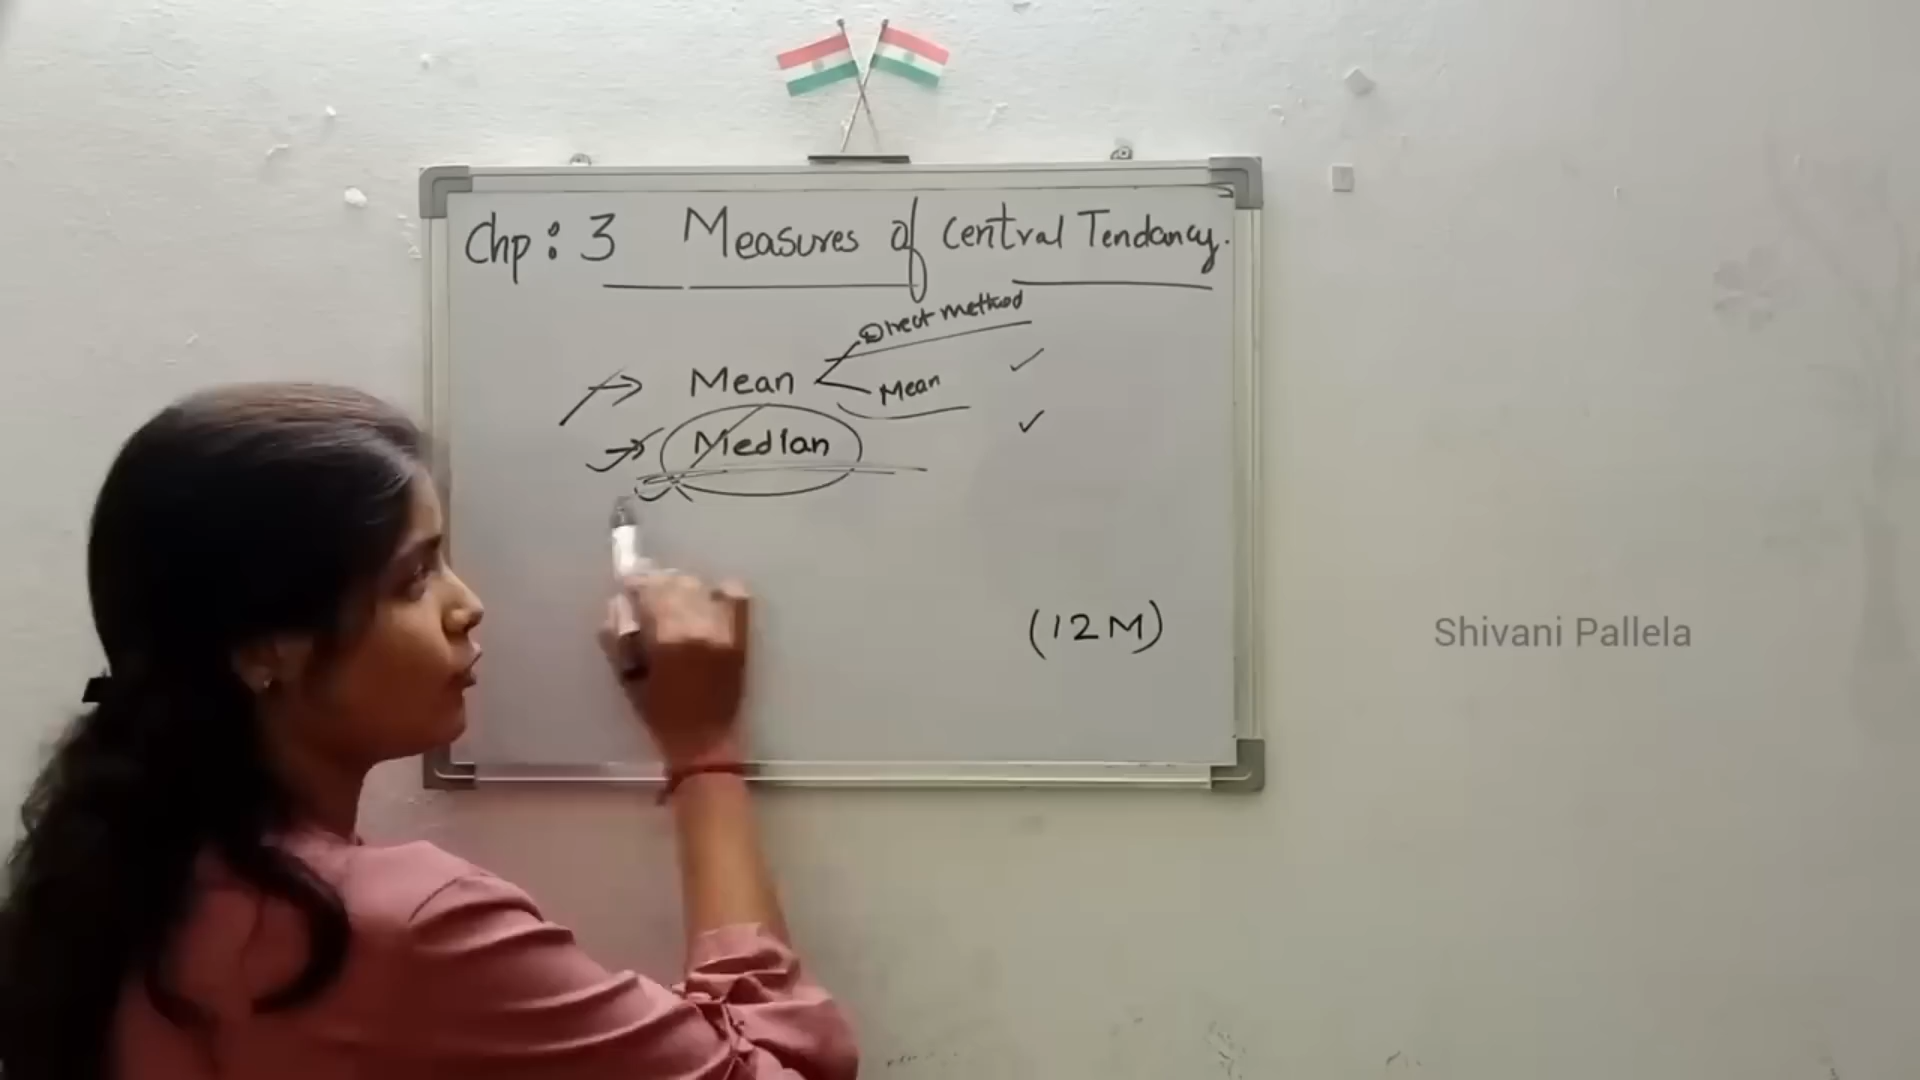 Chp: 3 Measures of Central Tendancy.
Direct method
Mean
Mean
Median
(12M)
Shivani Pallela